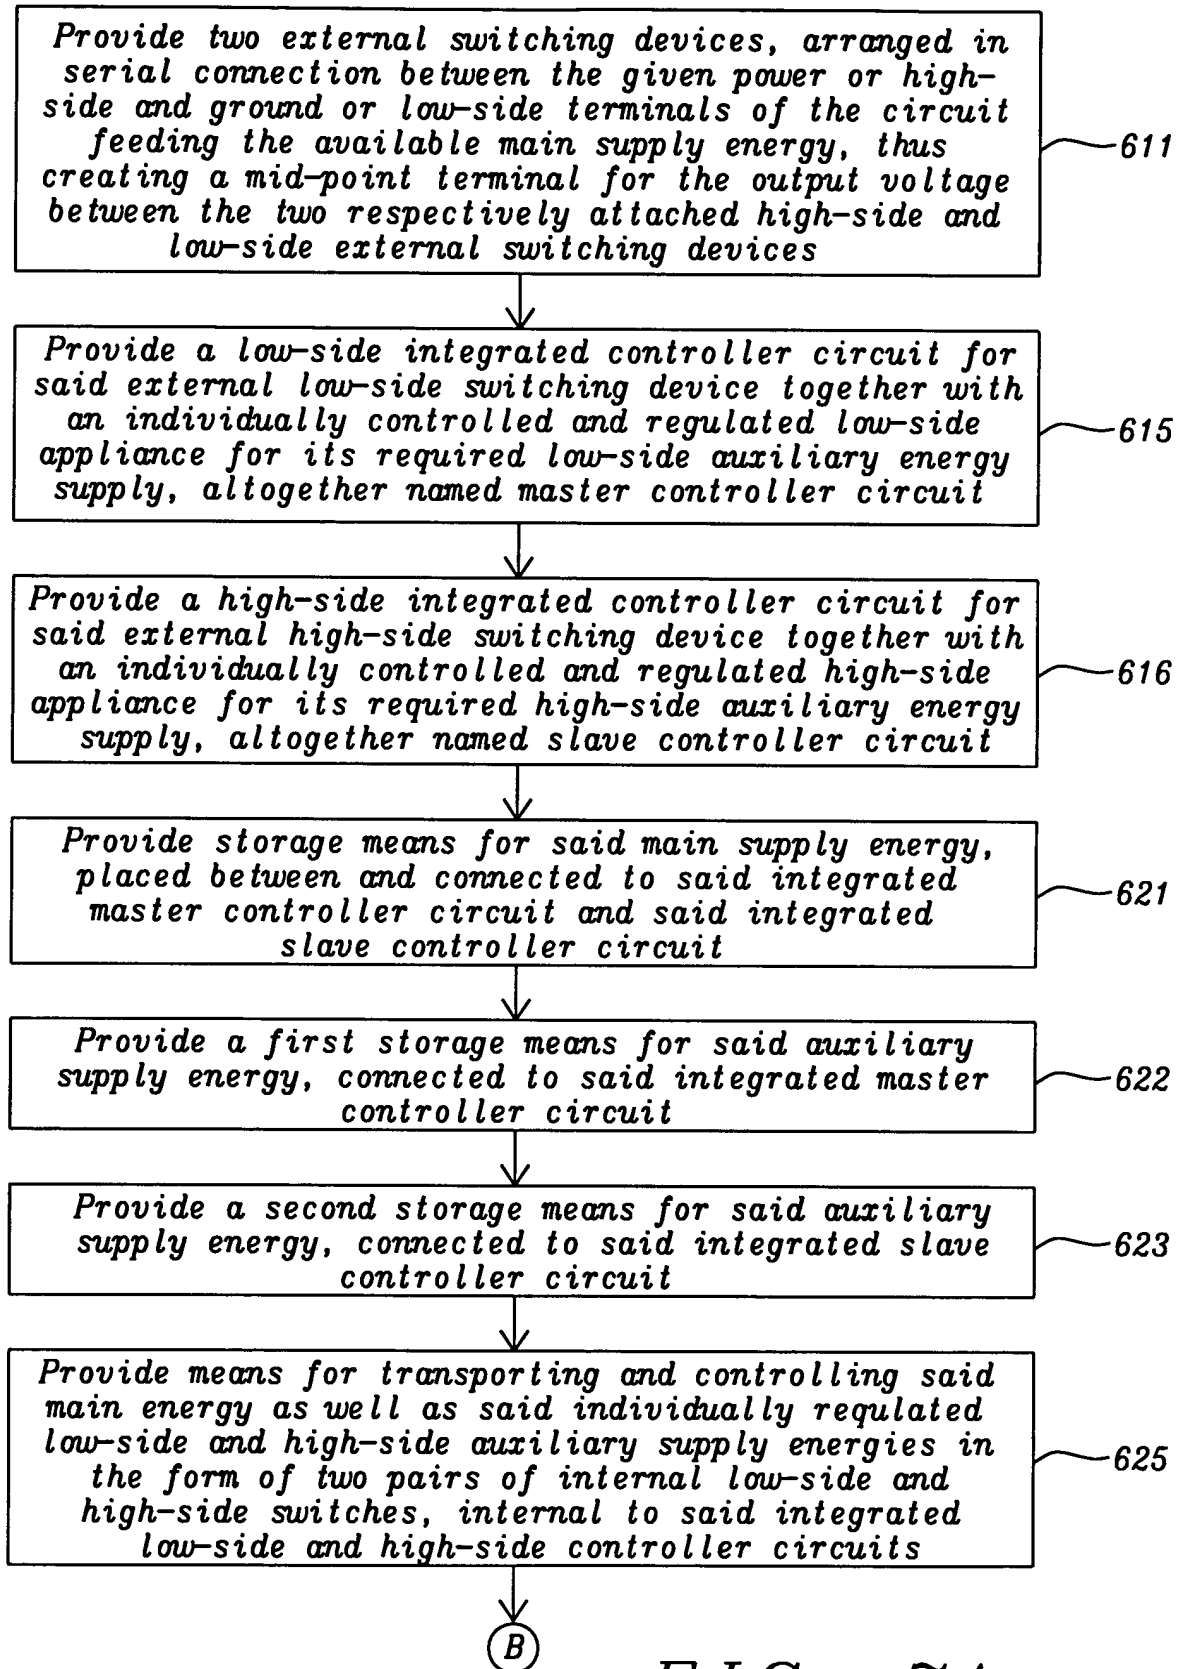 Provide two external switching devices, arranged in
serial connection between the given power or high-
side and ground or low-side terminals of the circuit
feeding the available main supply energy, thus
creating a mid-point terminal for the output voltage
between the two respectively attached high-side and
low-side external switching devices
611
Provide a low-side integrated controller circuit for
said external low-side switching device together with
an individually controlled and regulated low-side
appliance for its required low-side auxiliary energy
supply, altogether named master controller circuit
615
Provide a high-side integrated controller circuit for
said external high-side switching device together with
an individually controlled and regulated high-side
appliance for its required high-side auxiliary energy
supply, altogether named slave controller circuit
616
Provide storage means for said main supply energy,
placed between and connected to said integrated
master controller circuit and said integrated
slave controller circuit
621
Provide a first storage means for said auxiliary
supply energy, connected to said integrated master
controller circuit
622
Provide a second storage means for said auxiliary
supply energy, connected to said integrated slave
controller circuit
623
Provide means for transporting and controlling said
main energy as well as said individually requlated
low-side and high-side auxiliary supply energies in
the form of two pairs of internal low-side and
high-side switches, internal to said integrated
low-side and high-side controller circuits
625
B